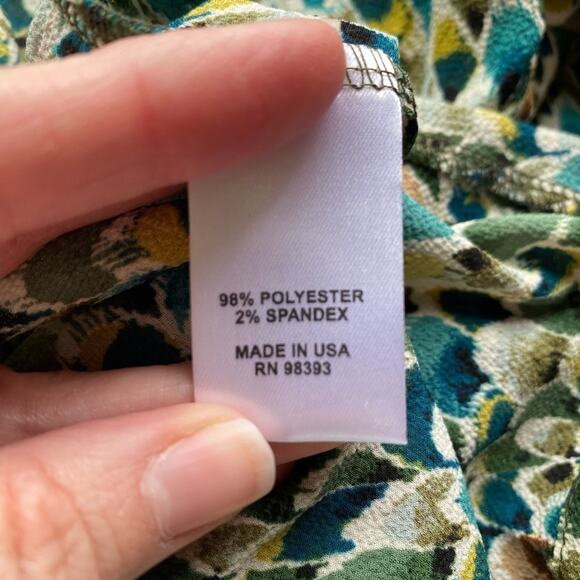 98% POLYESTER
2% SPANDEX
MADE IN USA
RN 98393